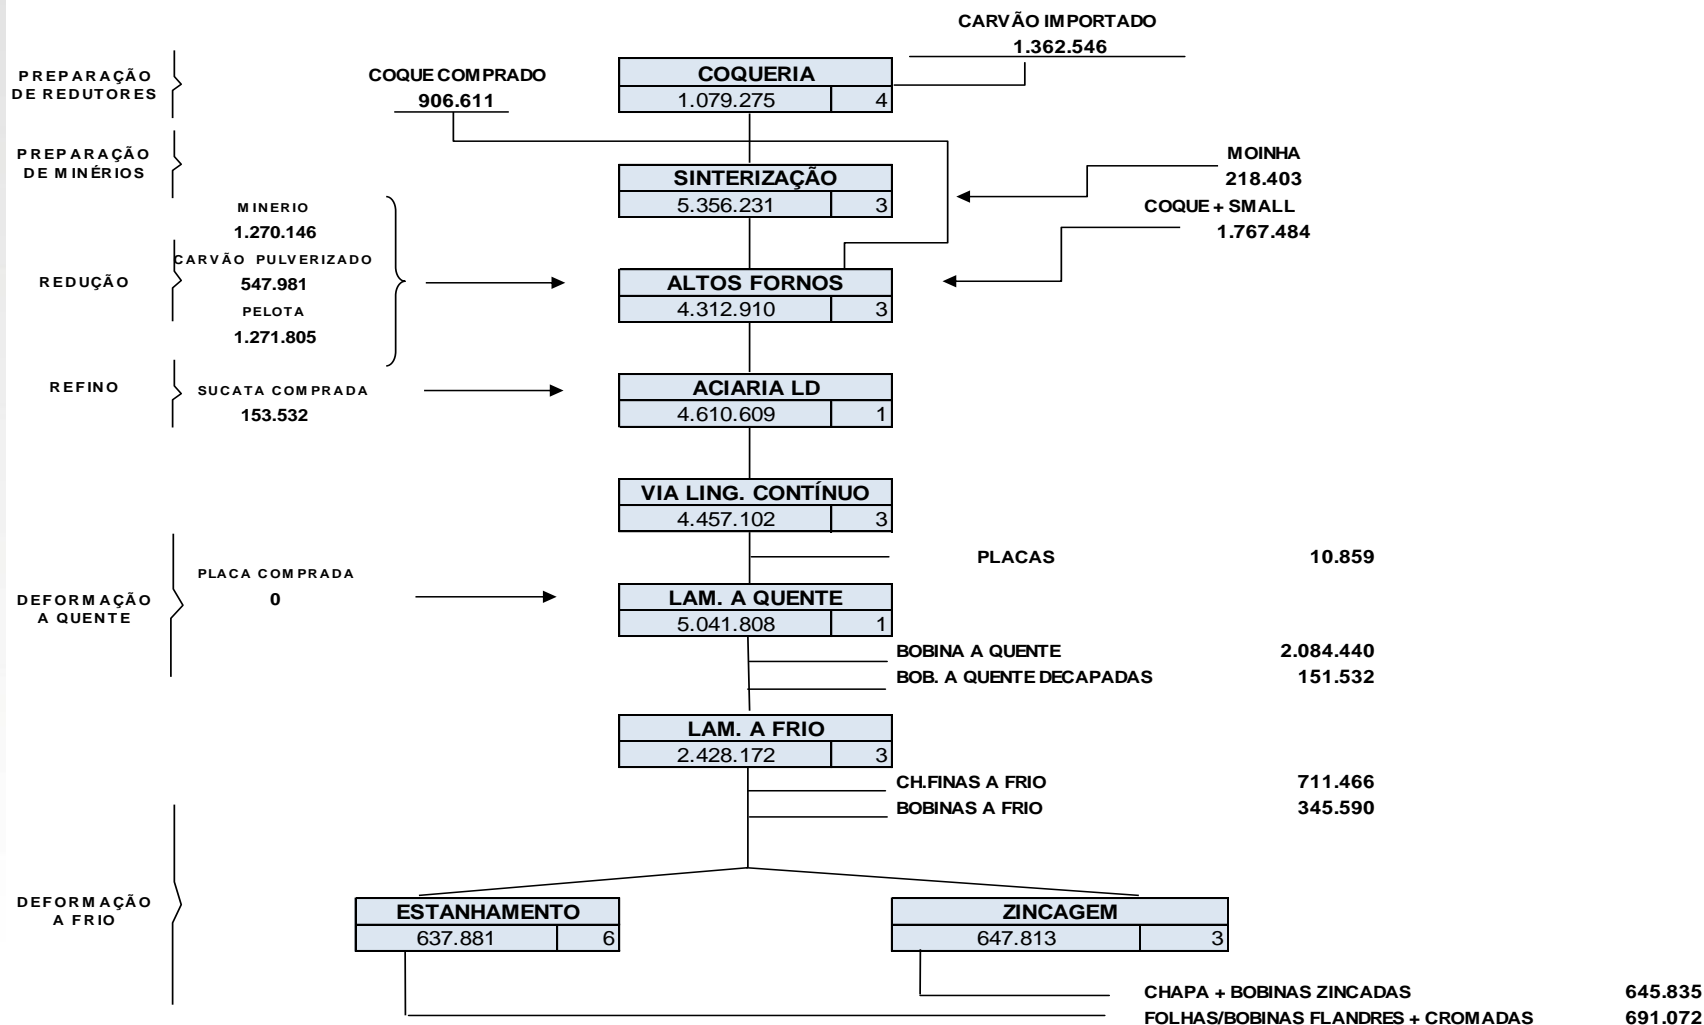 CARVÃO IMPORTADO
1.362.546
PREPARAÇÃO
DE REDUTORES
COQUE COMPRADO
906.611
COQUERIA
1.079.275 4
PREPARAÇÃO
DE MINÉRIOS
SINTERIZAÇÃO
5.356.231 3
MOINHA
218.403
COQUE + SMALL
1.767.484
REDUÇÃO
MINERIO
1.270.146
CARVÃO PULVERIZADO
547.981
PELOTA
1.271.805
ALTOS FORNOS
4.312.910 3
REFINO
SUCATA COMPRADA
153.532
ACIARIA LD
4.610.609 1
VIA LING. CONTÍNUO
4.457.102 3
PLACAS 10.859
DEFORMAÇÃO
A QUENTE
PLACA COMPRADA
0
LAM. A QUENTE
5.041.808 1
BOBINA A QUENTE 2.084.440
BOB. A QUENTE DECAPADAS 151.532
LAM. A FRIO
2.428.172 3
CH.FINAS A FRIO 711.466
BOBINAS A FRIO 345.590
DEFORMAÇÃO
A FRIO
ESTANHAMENTO
637.881 6
ZINCAGEM
647.813 3
CHAPA + BOBINAS ZINCADAS 645.835
FOLHAS/BOBINAS FLANDRES + CROMADAS 691.072